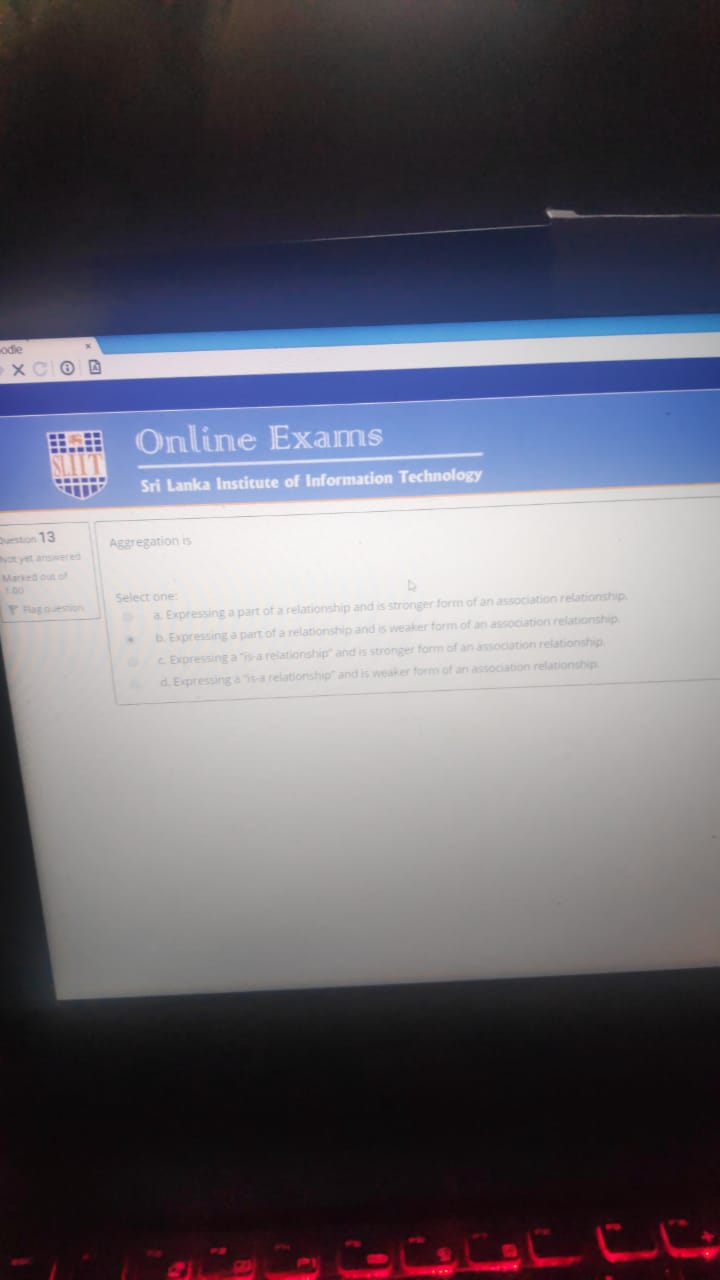 odle
Online Exams
SLIIT
Sri Lanka Institute of Information Technology
Question 13
Not yet answered
Marked out of
1.00
Flag question
Aggregation is
Select one:
a. Expressing a part of a relationship and is stronger form of an association relationship.
b. Expressing a part of a relationship and is weaker form of an association relationship.
c. Expressing a "is-a relationship" and is stronger form of an association relationship.
d. Expressing a "is-a relationship" and is weaker form of an association relationship.